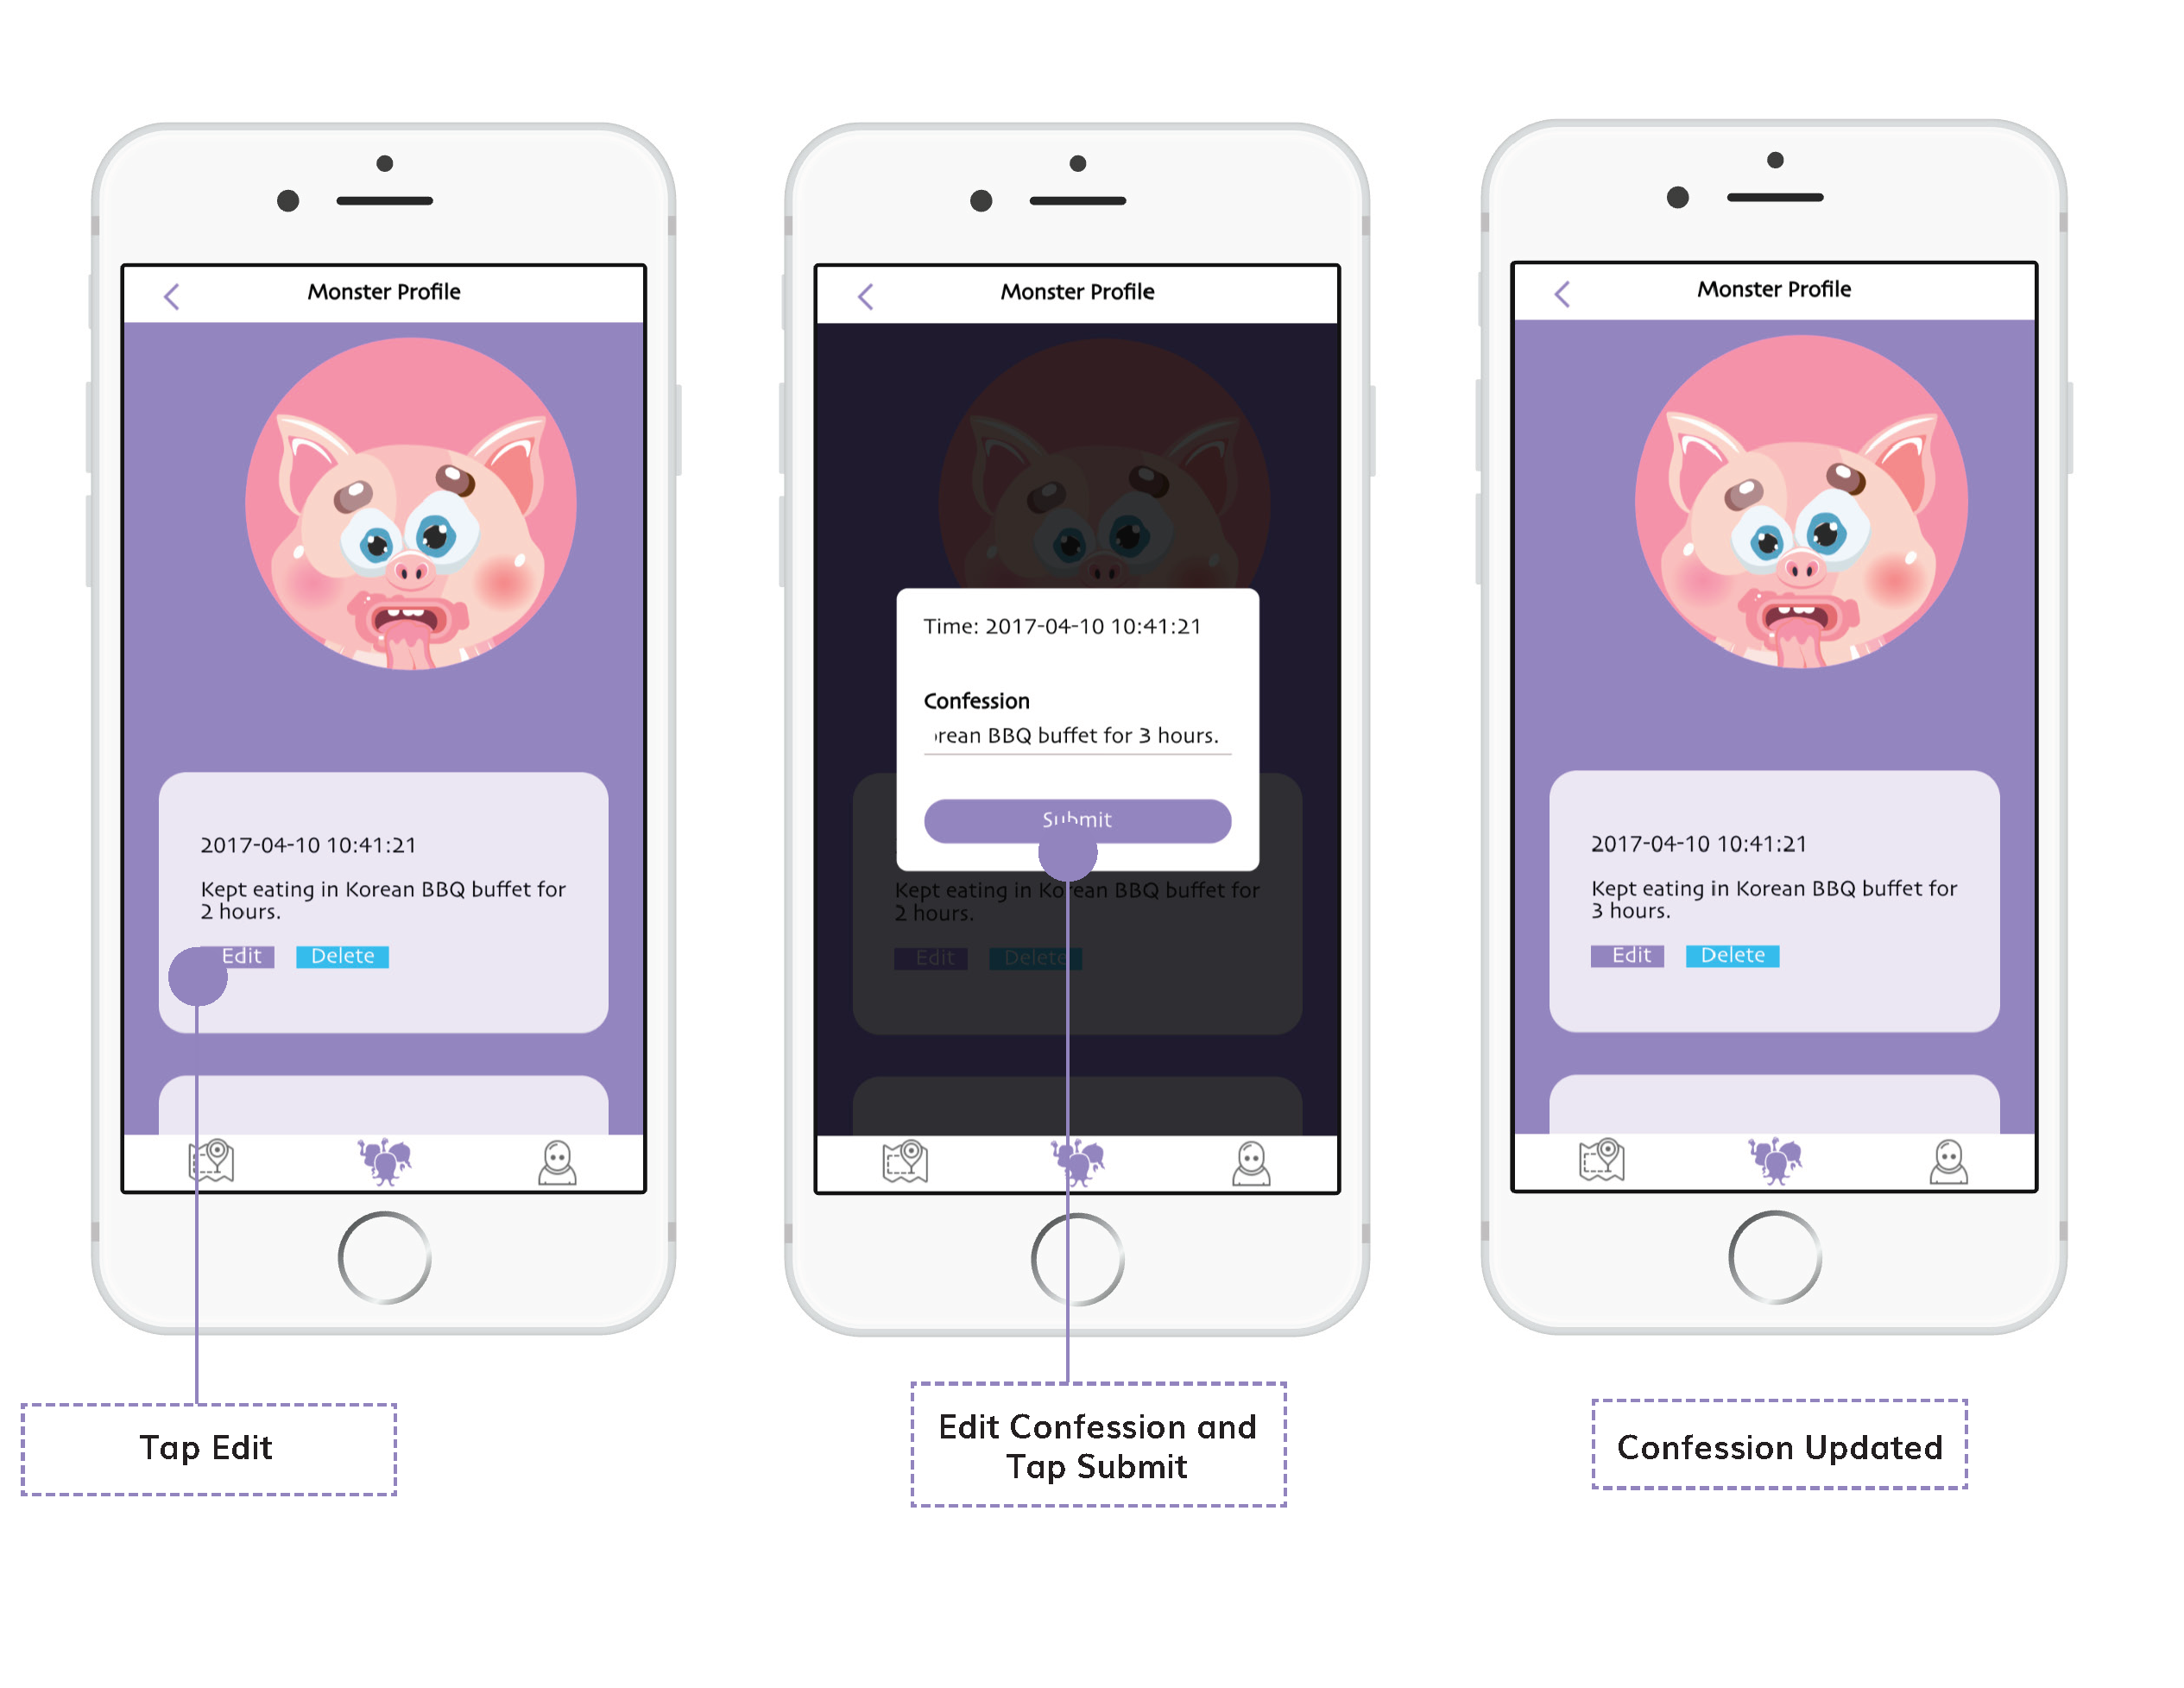 Monster Profile
2017-04-10 10:41:21
Kept eating in Korean BBQ buffet for
2 hours.
Edit
Delete
Tap Edit
Monster Profile
Time: 2017-04-10 10:41:21
Confession
rean BBQ buffet for 3 hours.
Submit
Kept eating in Korean BBQ buffet for
2 hours.
Edit
Delete
Edit Confession and
Tap Submit
Monster Profile
2017-04-10 10:41:21
Kept eating in Korean BBQ buffet for
3 hours.
Edit
Delete
Confession Updated